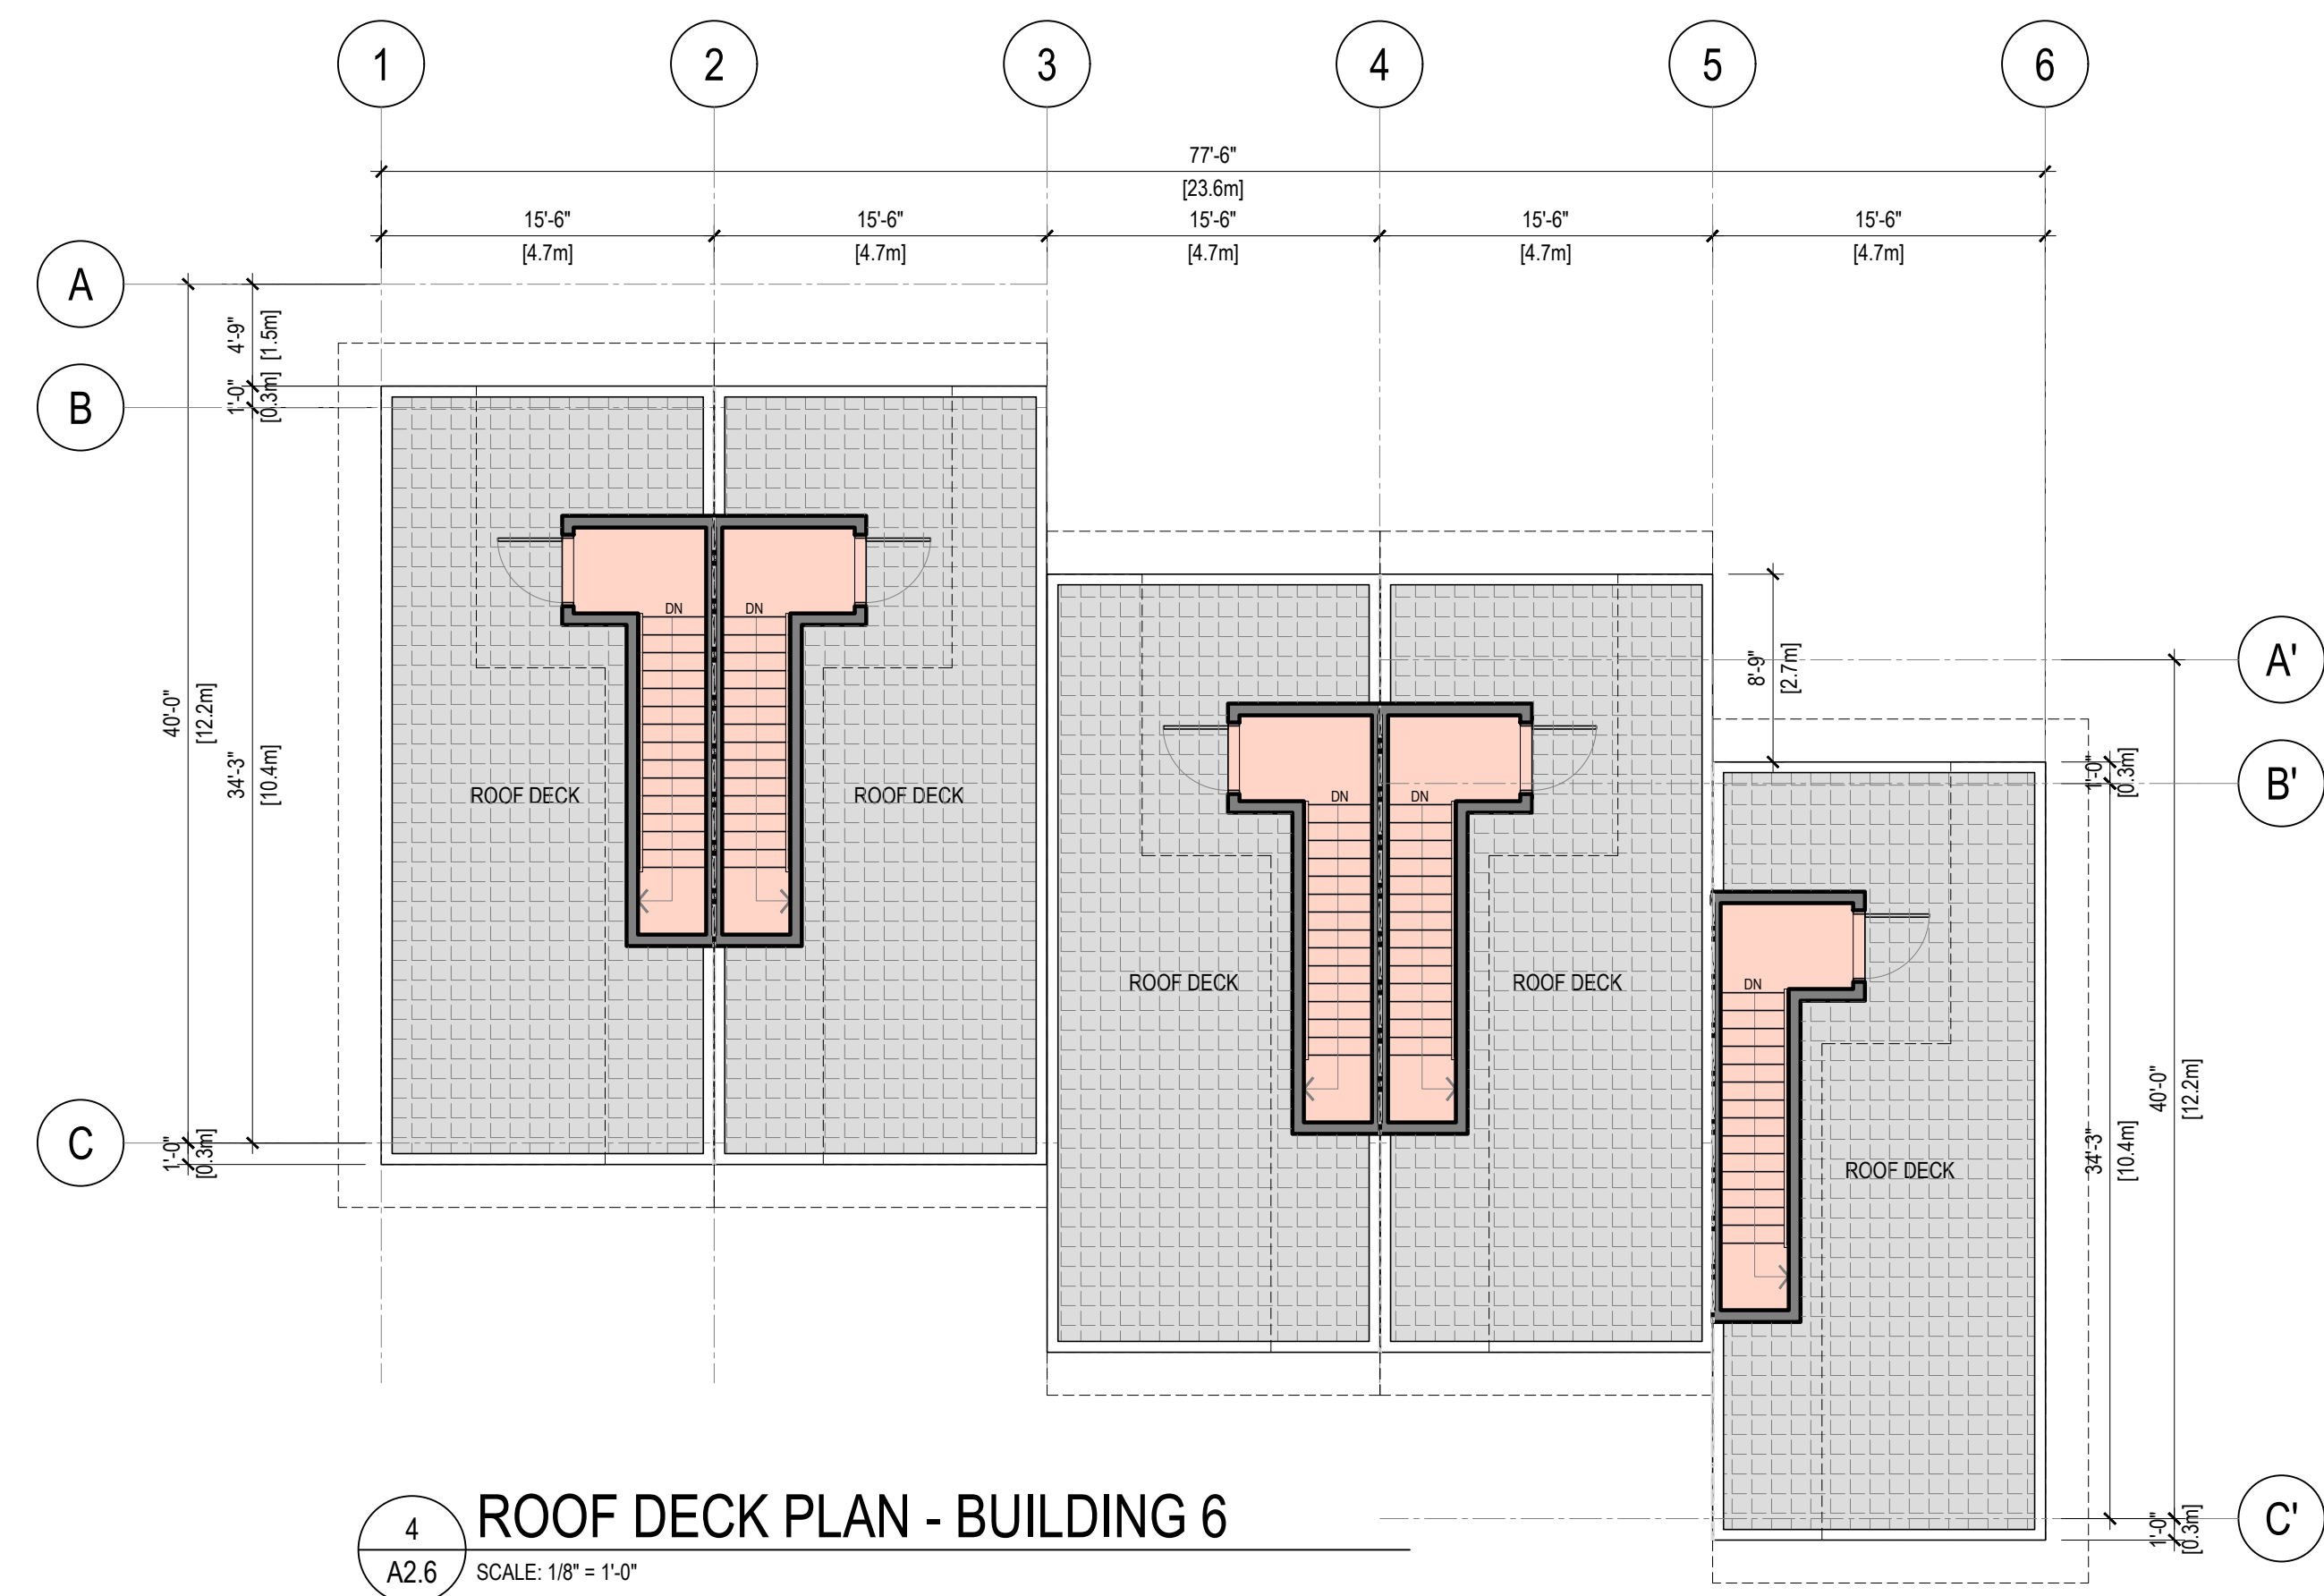 1
2
3
4
5
6
77'-6"
[23.6m]
15'-6"
15'-6"
15'-6"
15'-6"
15'-6"
[4.7m]
[4.7m]
[4.7m]
[4.7m]
[4.7m]
A
4'-9"
[1.5m]
B
1'-0"
[0.3m]
40'-0"
[12.2m]
34'-3"
[10.4m]
C
1'-0"
[0.3m]
DN
DN
ROOF DECK
ROOF DECK
DN
DN
ROOF DECK
ROOF DECK
8'-9"
[2.7m]
A'
1'-0"
[0.3m]
B'
DN
ROOF DECK
34'-3"
[10.4m]
40'-0"
[12.2m]
1'-0"
[0.3m]
C'
4
A2.6
ROOF DECK PLAN - BUILDING 6
SCALE: 1/8" = 1'-0"